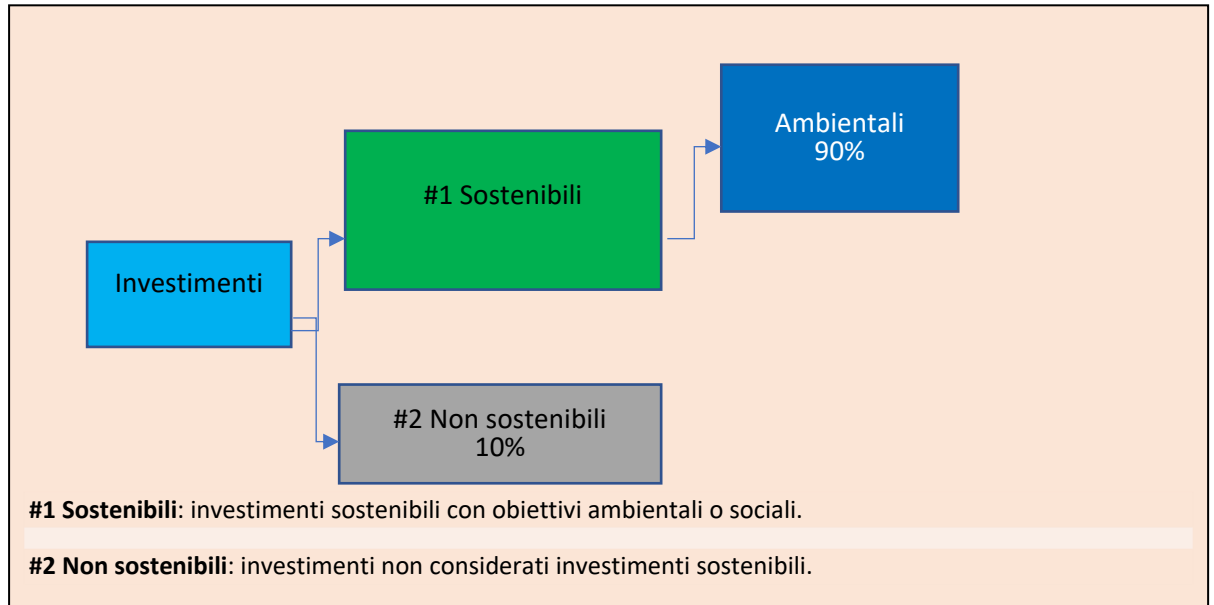 Ambientali
90%
#1 Sostenibili
Investimenti
#2 Non sostenibili
10%
#1 Sostenibili: investimenti sostenibili con obiettivi ambientali o sociali.
#2 Non sostenibili: investimenti non considerati investimenti sostenibili.